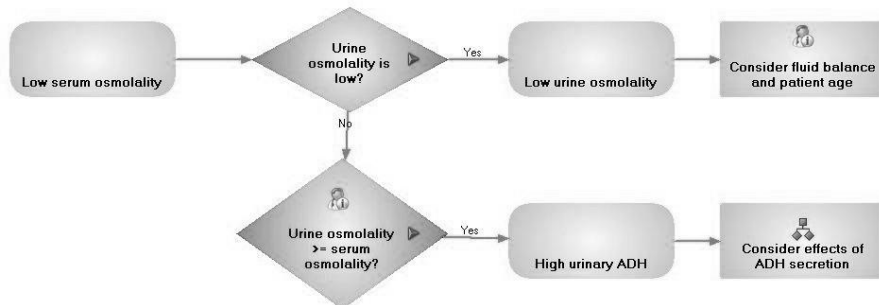 Low serum osmolality
Urine
osmolality is
low?
Yes
Low urine osmolality
Consider fluid balance
and patient age
No
Urine osmolality
>= serum
osmolality?
Yes
High urinary ADH
Consider effects of
ADH secretion